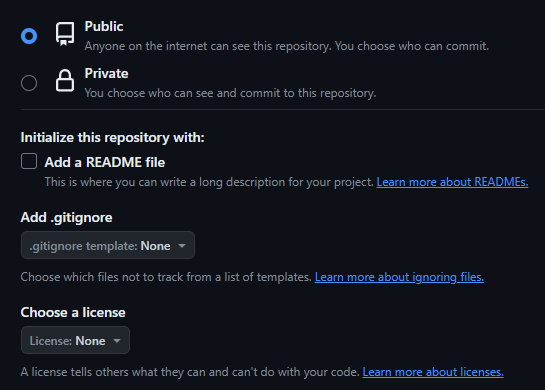 Public
Anyone on the internet can see this repository. You choose who can commit.
Private
You choose who can see and commit to this repository.
Initialize this repository with:
Add a README file
This is where you can write a long description for your project. Learn more about READMEs.
Add .gitignore
.gitignore template: None
Choose which files not to track from a list of templates. Learn more about ignoring files.
Choose a license
License: None
A license tells others what they can and can't do with your code. Learn more about licenses.